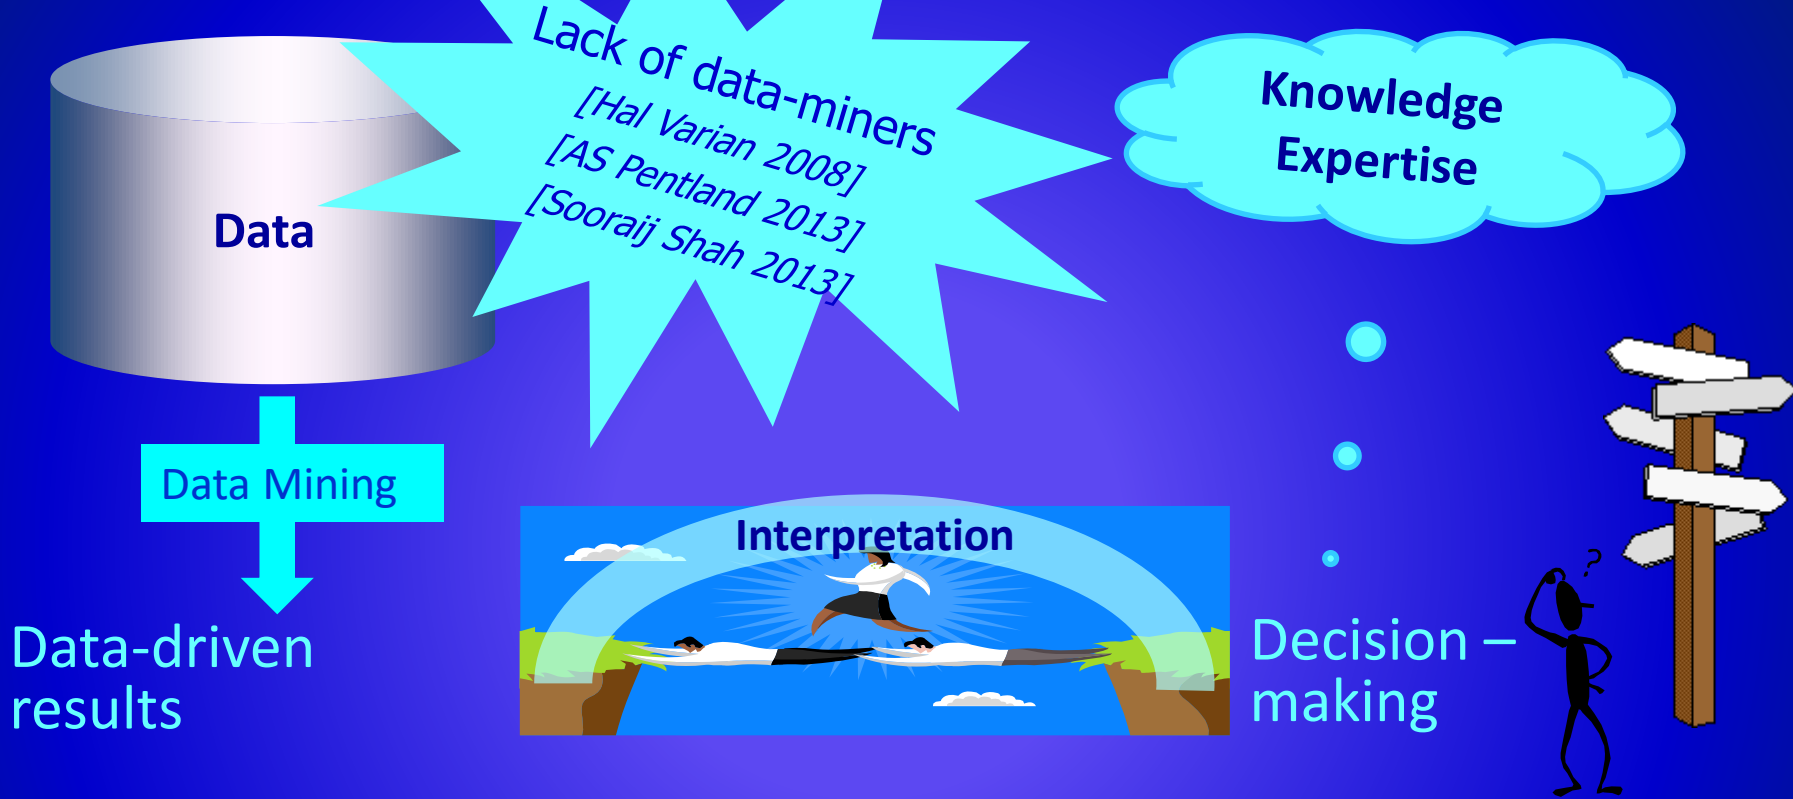 Lack of data-miners
[Hal Varian 2008]
[AS Pentland 2013]
[Sooraij Shah 2013]
Knowledge
Expertise
Data
Data Mining
Interpretation
?
Data-driven
results
Decision –
making